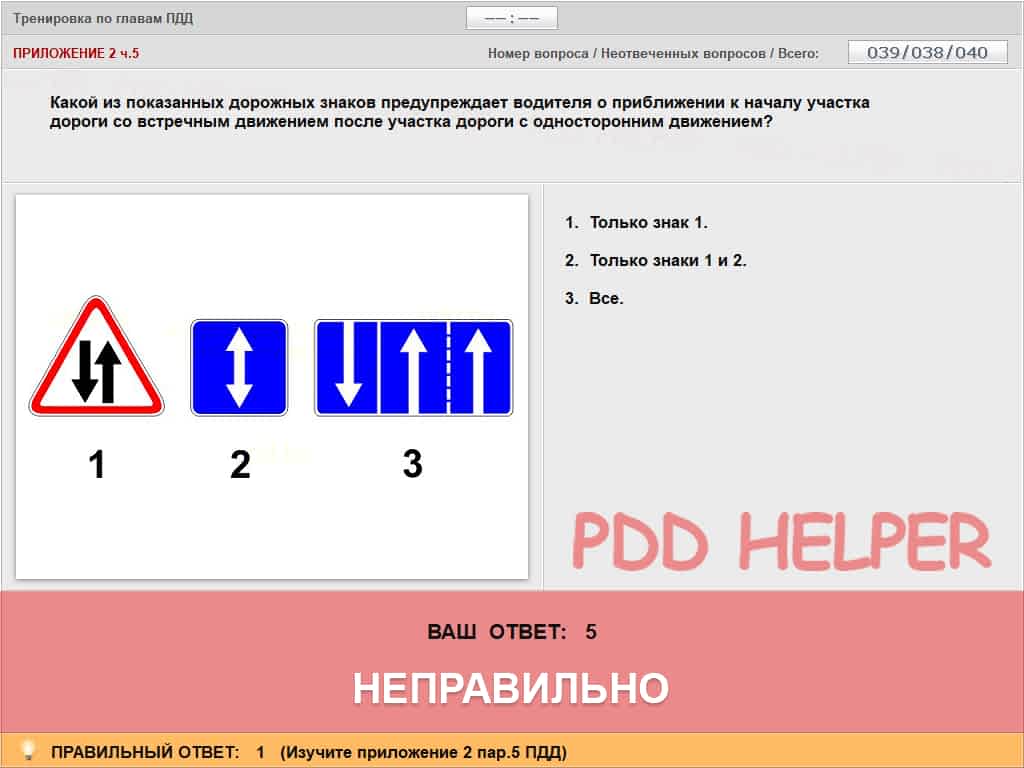 Тренировка по главам ПДД
–– : ––
ПРИЛОЖЕНИЕ 2 ч.5
Номер вопроса / Неотвеченных вопросов / Всего:
039/038/040
Какой из показанных дорожных знаков предупреждает водителя о приближении к началу участка
дороги со встречным движением после участка дороги с односторонним движением?
1. Только знак 1.
2. Только знаки 1 и 2.
3. Все.
1
2
3
PDD HELPER
ВАШ ОТВЕТ: 5
НЕПРАВИЛЬНО
ПРАВИЛЬНЫЙ ОТВЕТ: 1 (Изучите приложение 2 пар.5 ПДД)